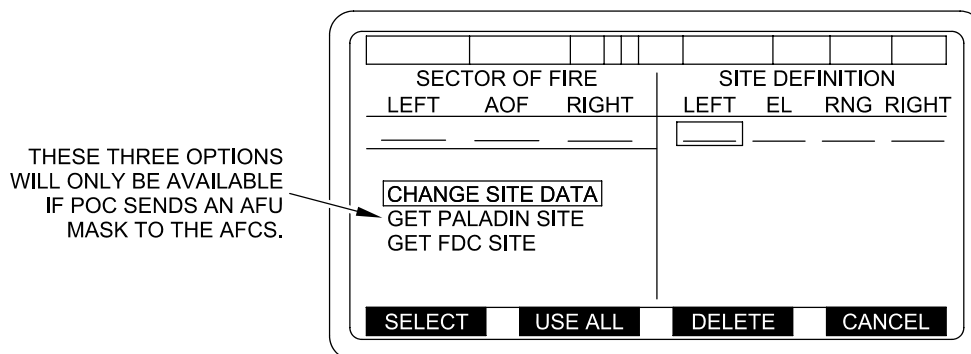 SECTOR OF FIRE
SITE DEFINITION
LEFT AOF RIGHT
LEFT EL RNG RIGHT
THESE THREE OPTIONS
WILL ONLY BE AVAILABLE
IF POC SENDS AN AFU
MASK TO THE AFCS.
CHANGE SITE DATA
GET PALADIN SITE
GET FDC SITE
SELECT USE ALL DELETE CANCEL